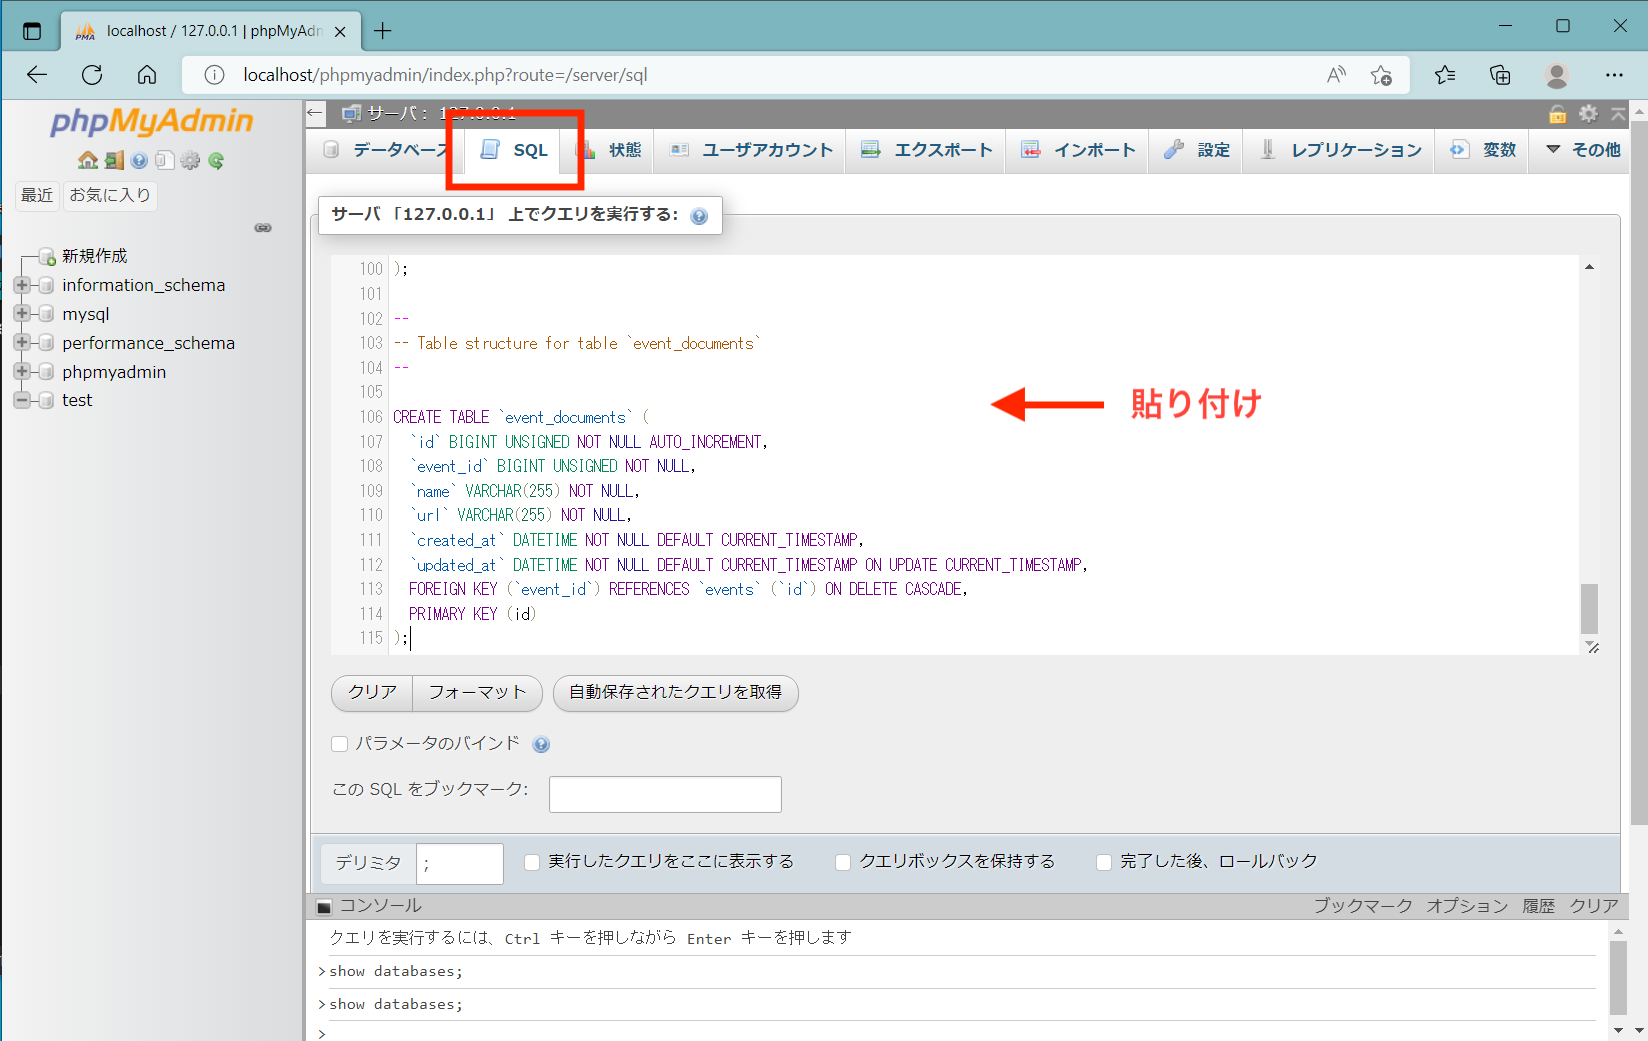 localhost / 127.0.0.1 | phpMyAdm
localhost/phpmyadmin/index.php?route=/server/sql
phpMyAdmin
最近 お気に入り
新規作成
information_schema
mysql
performance_schema
phpmyadmin
test
サーバ: 127.0.0.1
データベース SQL 状態 ユーザアカウント エクスポート インポート 設定 レプリケーション 変数 その他
サーバ 「127.0.0.1」 上でクエリを実行する:
100 );
101
102 --
103 -- Table structure for table `event_documents`
104 --
105
106 CREATE TABLE `event_documents` (
107 `id` BIGINT UNSIGNED NOT NULL AUTO_INCREMENT,
108 `event_id` BIGINT UNSIGNED NOT NULL,
109 `name` VARCHAR(255) NOT NULL,
110 `url` VARCHAR(255) NOT NULL,
111 `created_at` DATETIME NOT NULL DEFAULT CURRENT_TIMESTAMP,
112 `updated_at` DATETIME NOT NULL DEFAULT CURRENT_TIMESTAMP ON UPDATE CURRENT_TIMESTAMP,
113 FOREIGN KEY (`event_id`) REFERENCES `events` (`id`) ON DELETE CASCADE,
114 PRIMARY KEY (id)
115 );
貼り付け
クリア フォーマット 自動保存されたクエリを取得
パラメータのバインド
この SQL をブックマーク:
デリミタ ; 実行したクエリをここに表示する クエリボックスを保持する 完了した後、ロールバック
コンソール ブックマーク オプション 履歴 クリア
クエリを実行するには、Ctrl キーを押しながら Enter キーを押します
>show databases;
>show databases;
>